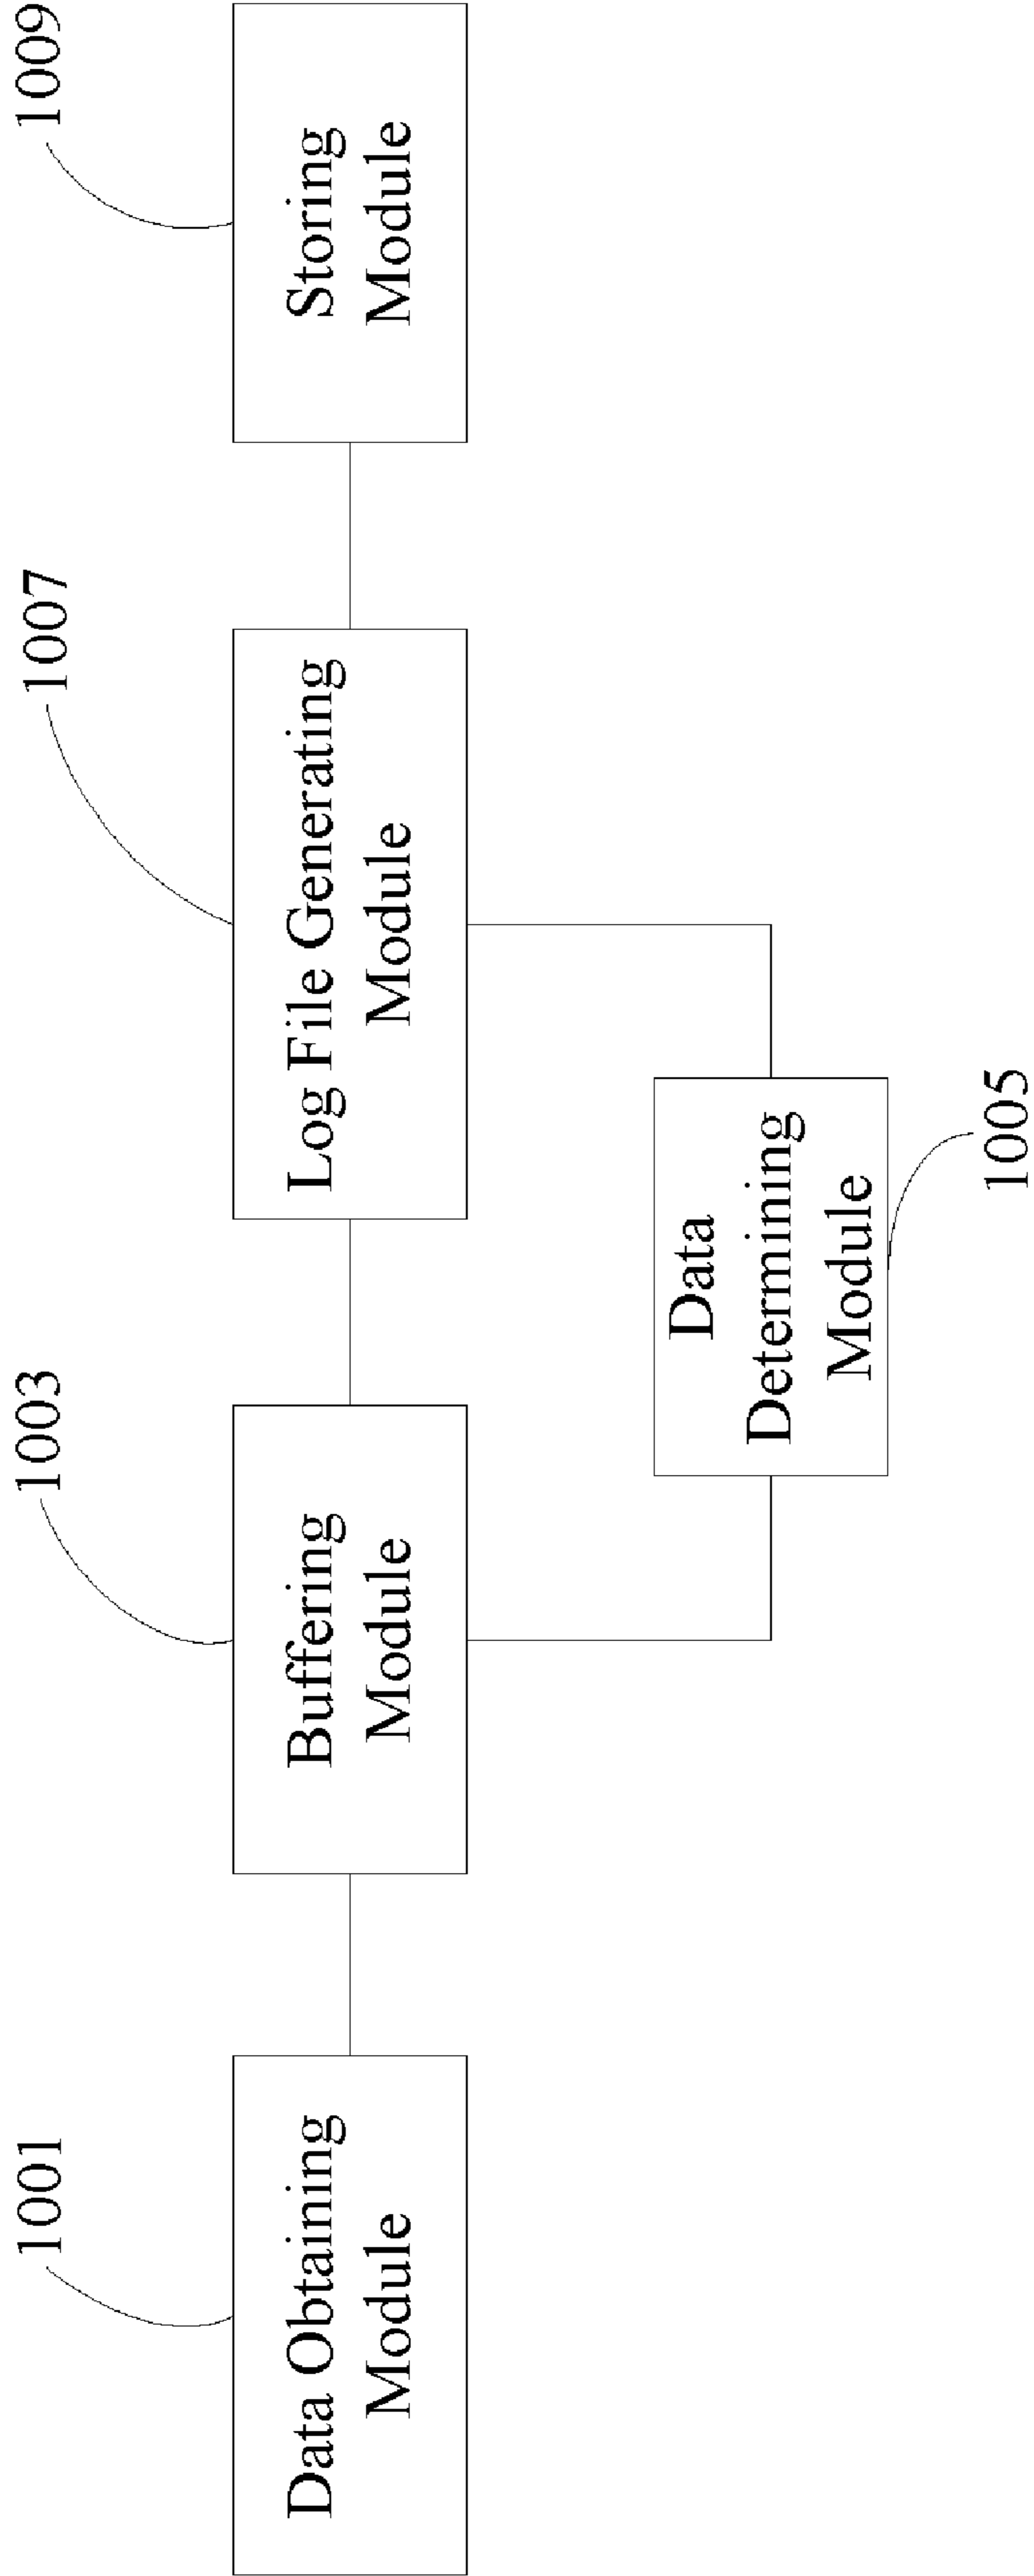 1001
1003
1007
1009
Data Obtaining
Module
Buffering
Module
Log File Generating
Module
Storing
Module
Data
Determining
Module
1005